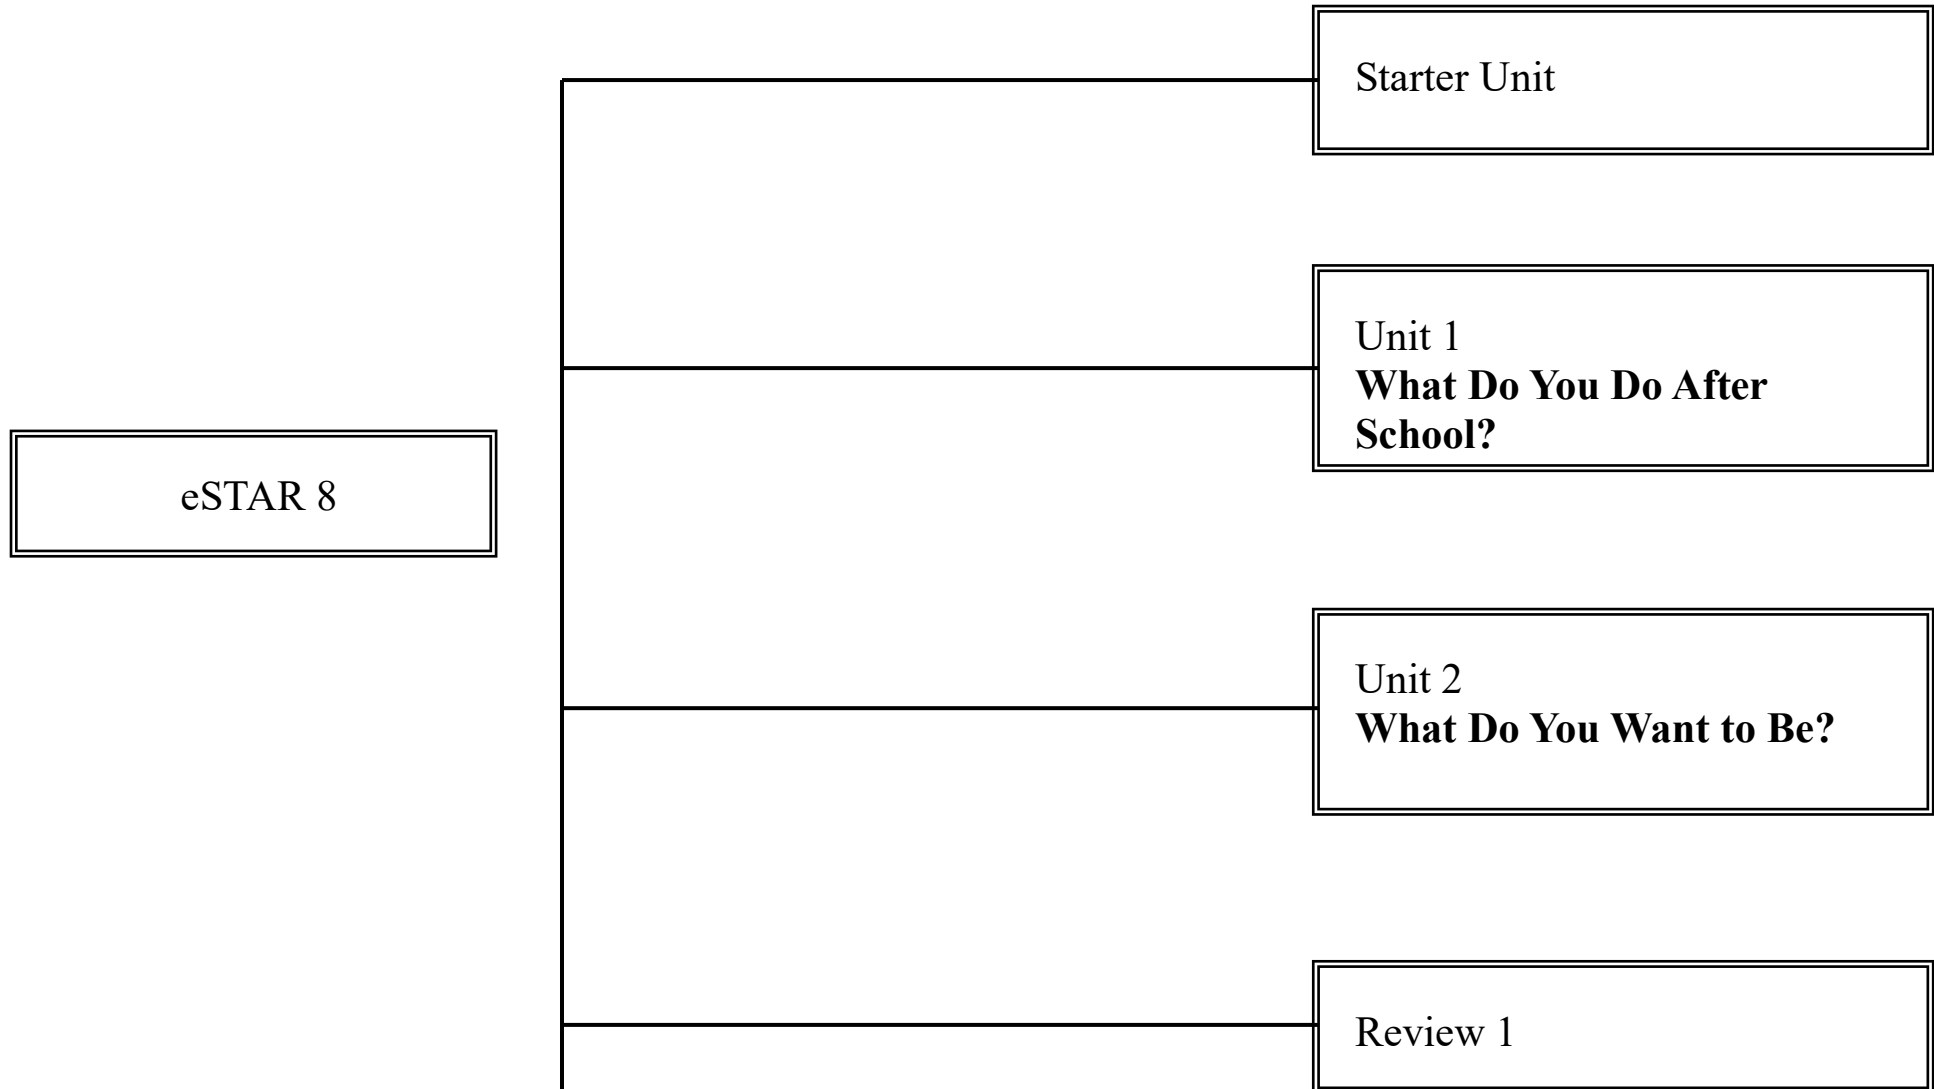 Starter Unit
Unit 1
What Do You Do After
School?
eSTAR 8
Unit 2
What Do You Want to Be?
Review 1